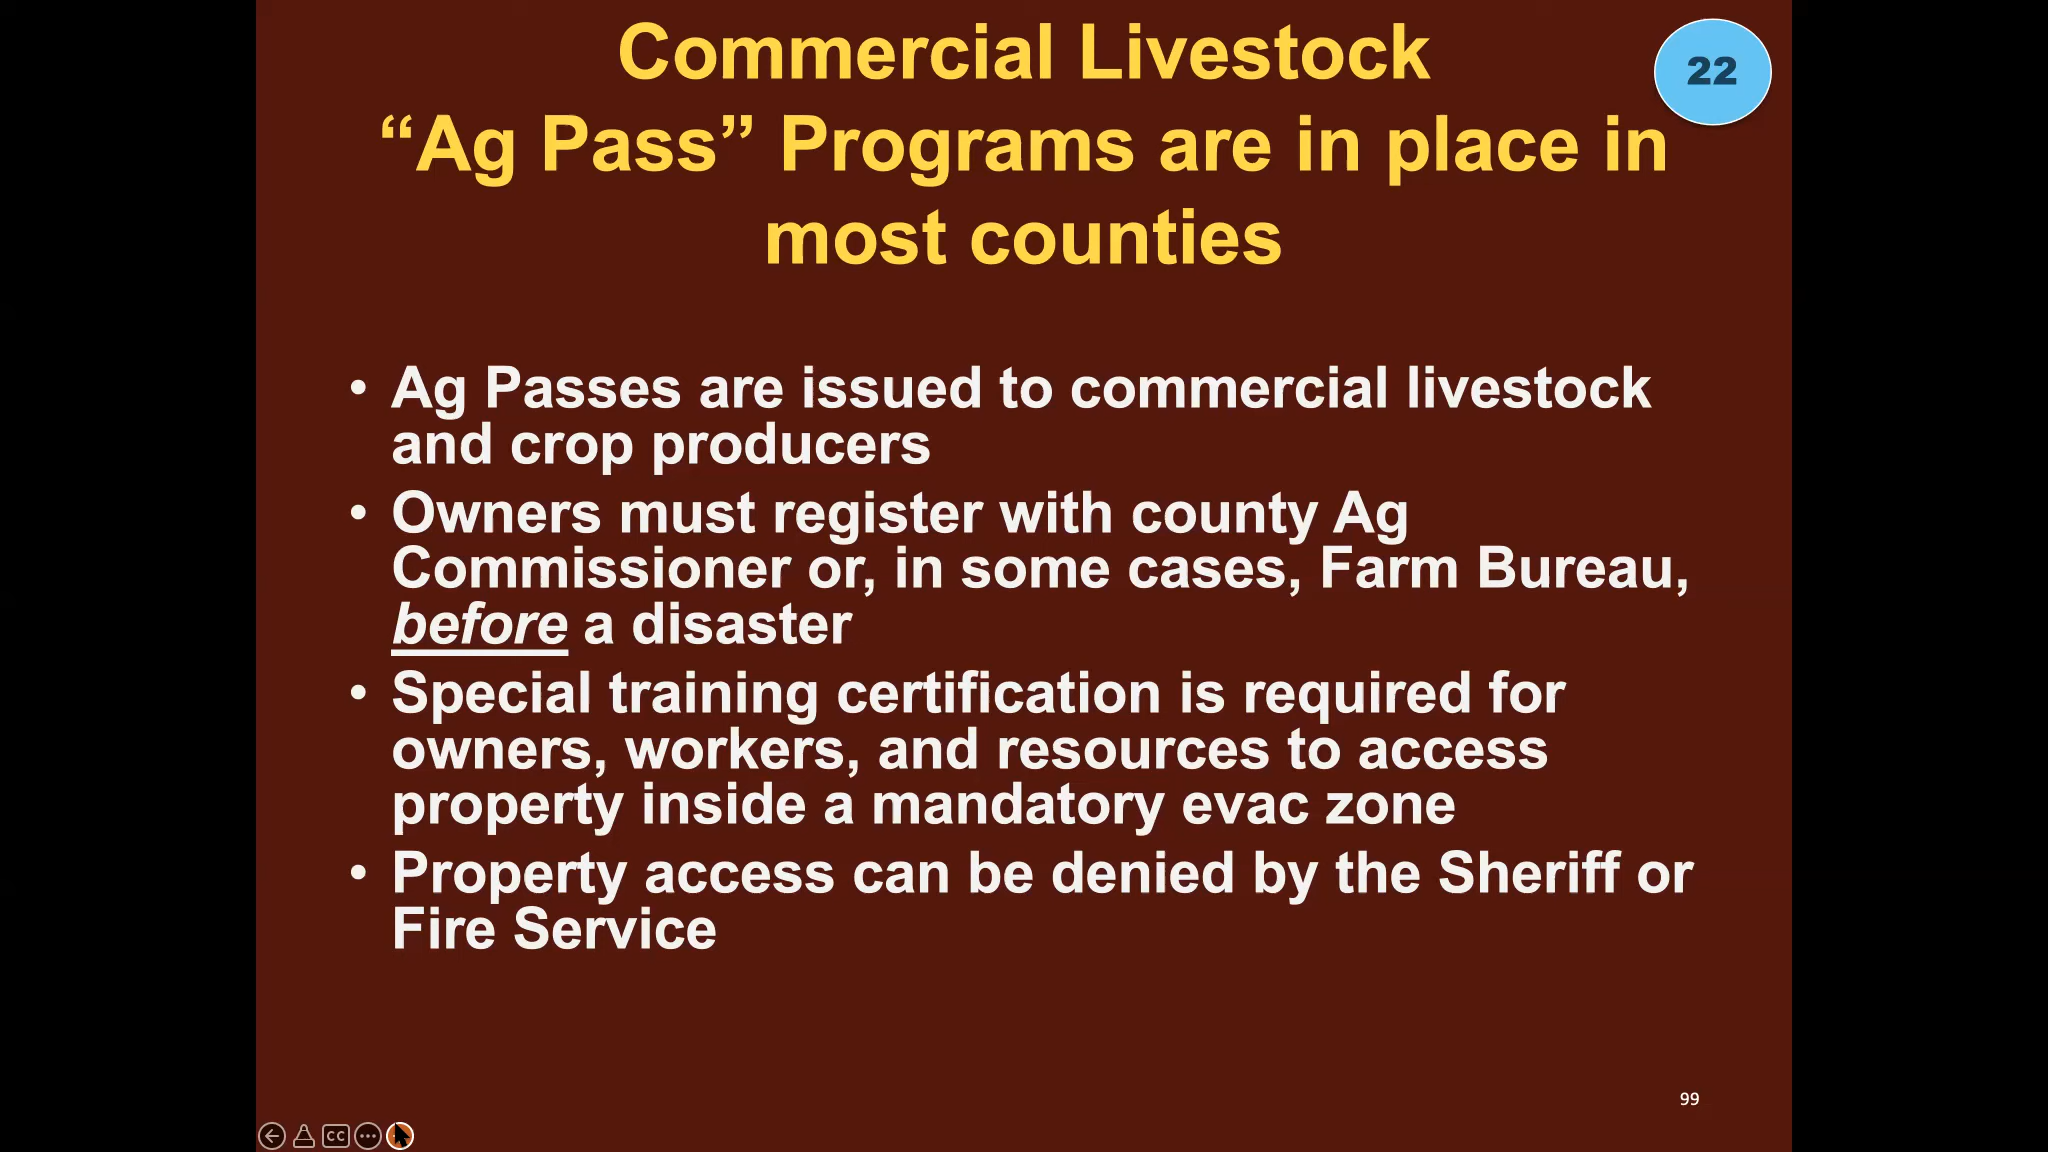 Commercial Livestock
22
“Ag Pass” Programs are in place in
most counties
• Ag Passes are issued to commercial livestock
and crop producers
• Owners must register with county Ag
Commissioner or, in some cases, Farm Bureau,
before a disaster
• Special training certification is required for
owners, workers, and resources to access
property inside a mandatory evac zone
• Property access can be denied by the Sheriff or
Fire Service
99
CC